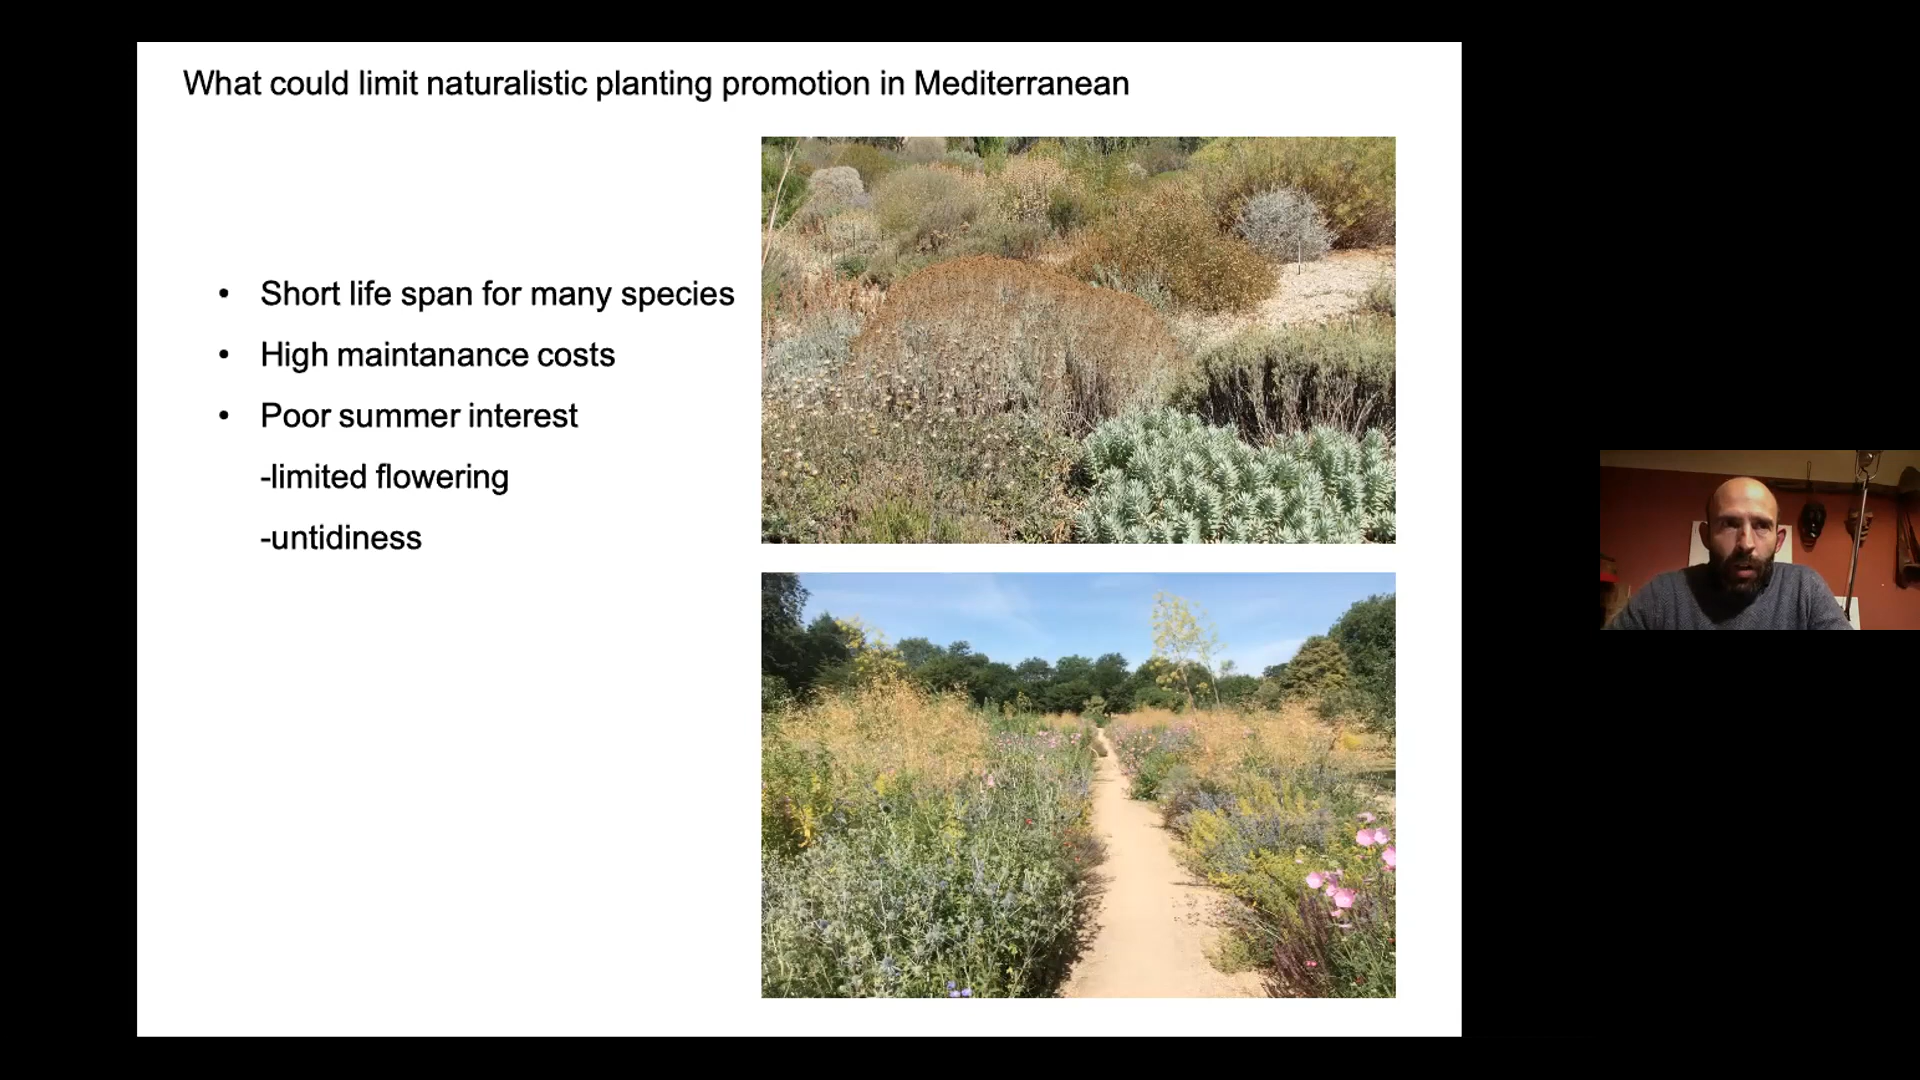 What could limit naturalistic planting promotion in Mediterranean
• Short life span for many species
• High maintanance costs
• Poor summer interest
-limited flowering
-untidiness